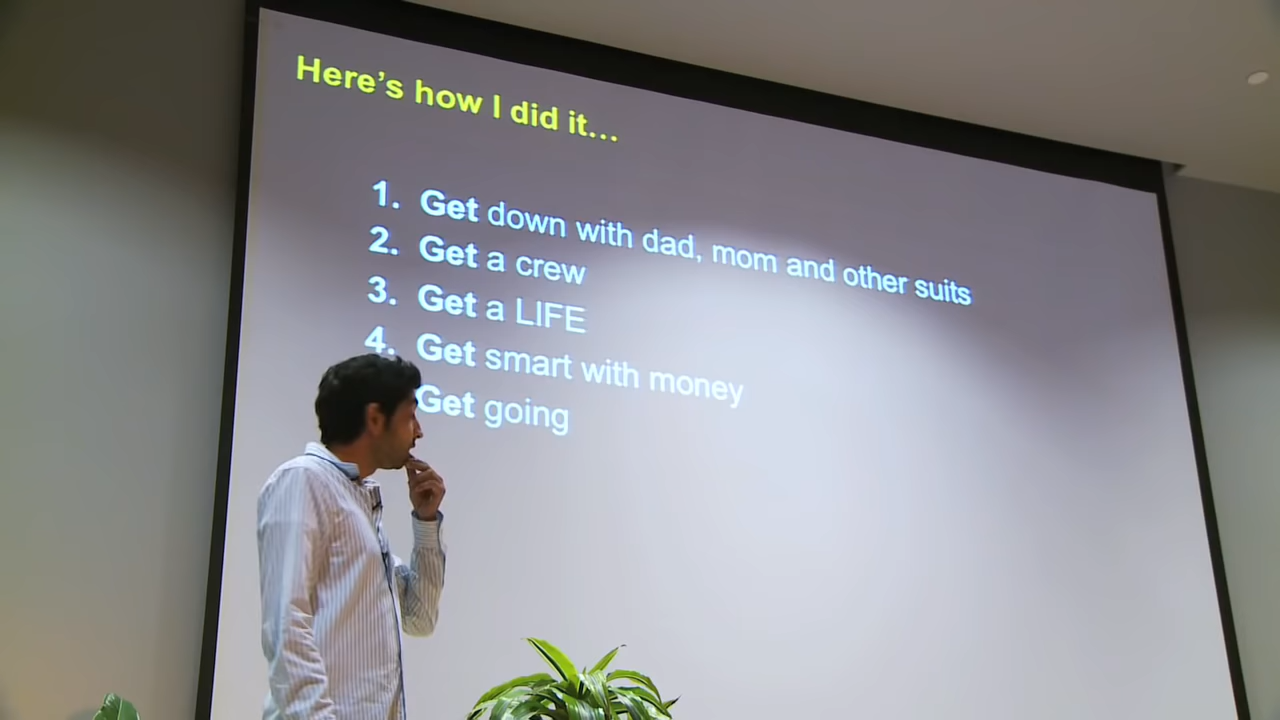 Here's how I did it...
1. Get down with dad, mom and other suits
2. Get a crew
3. Get a LIFE
4. Get smart with money
Get going